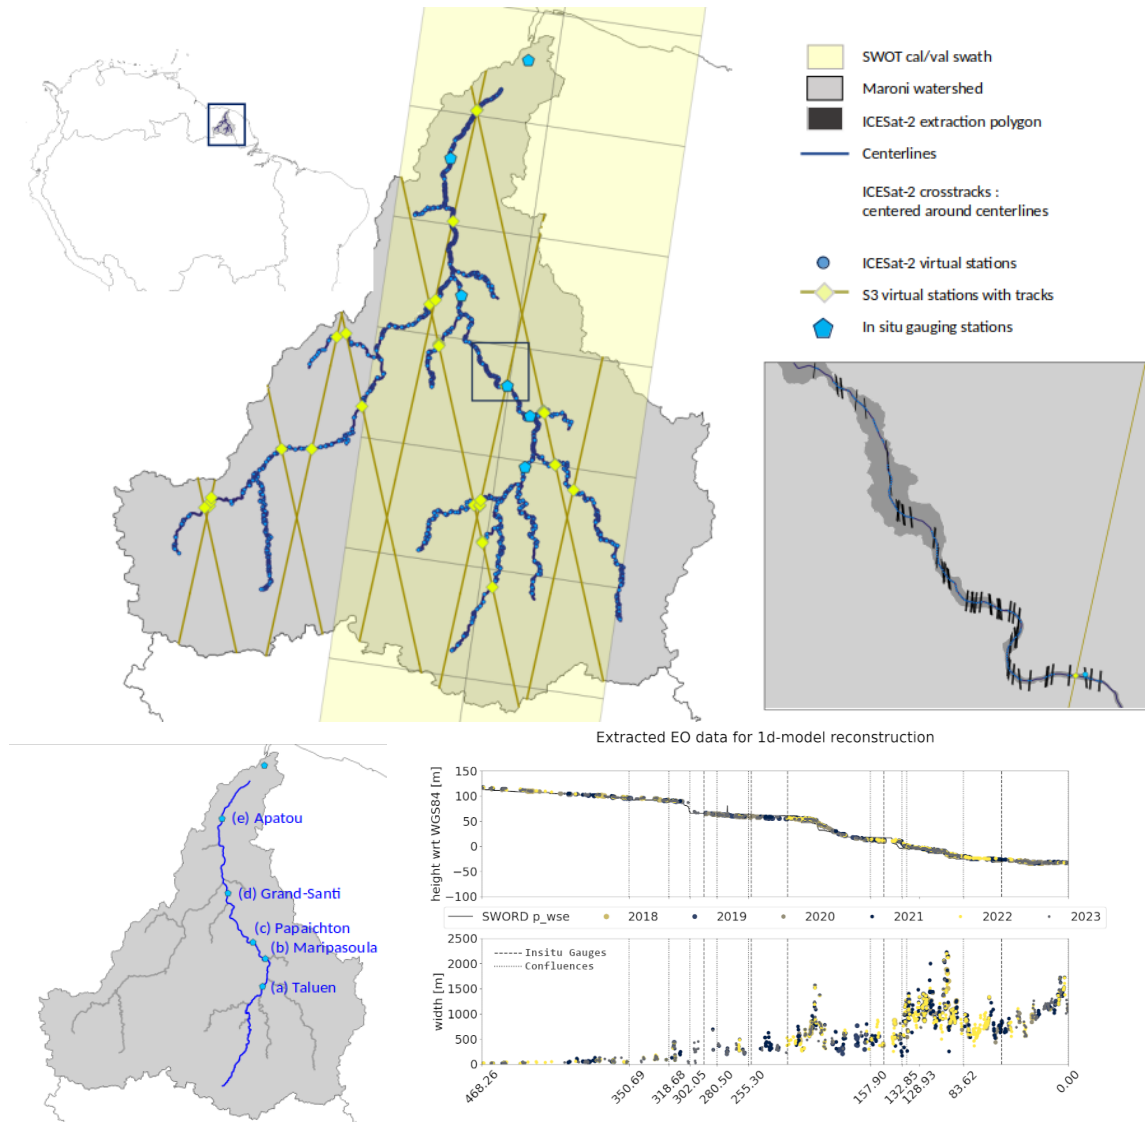 SWOT cal/val swath
Maroni watershed
ICESat-2 extraction polygon
Centerlines
ICESat-2 crosstracks :
centered around centerlines
ICESat-2 virtual stations
S3 virtual stations with tracks
In situ gauging stations
(e) Apatou
(d) Grand-Santi
(c) Papaichton
(b) Maripasoula
(a) Taluen
Extracted EO data for 1d-model reconstruction
height wrt WGS84 [m]
150
100
50
0
−50
−100
SWORD p_wse 2018 2019 2020 2021 2022 2023
width [m]
2500
2000
1500
1000
500
0
Insitu Gauges
Confluences
468.26 350.69 318.68 302.05 280.50 255.30 157.90 132.85 128.93 83.62 0.00